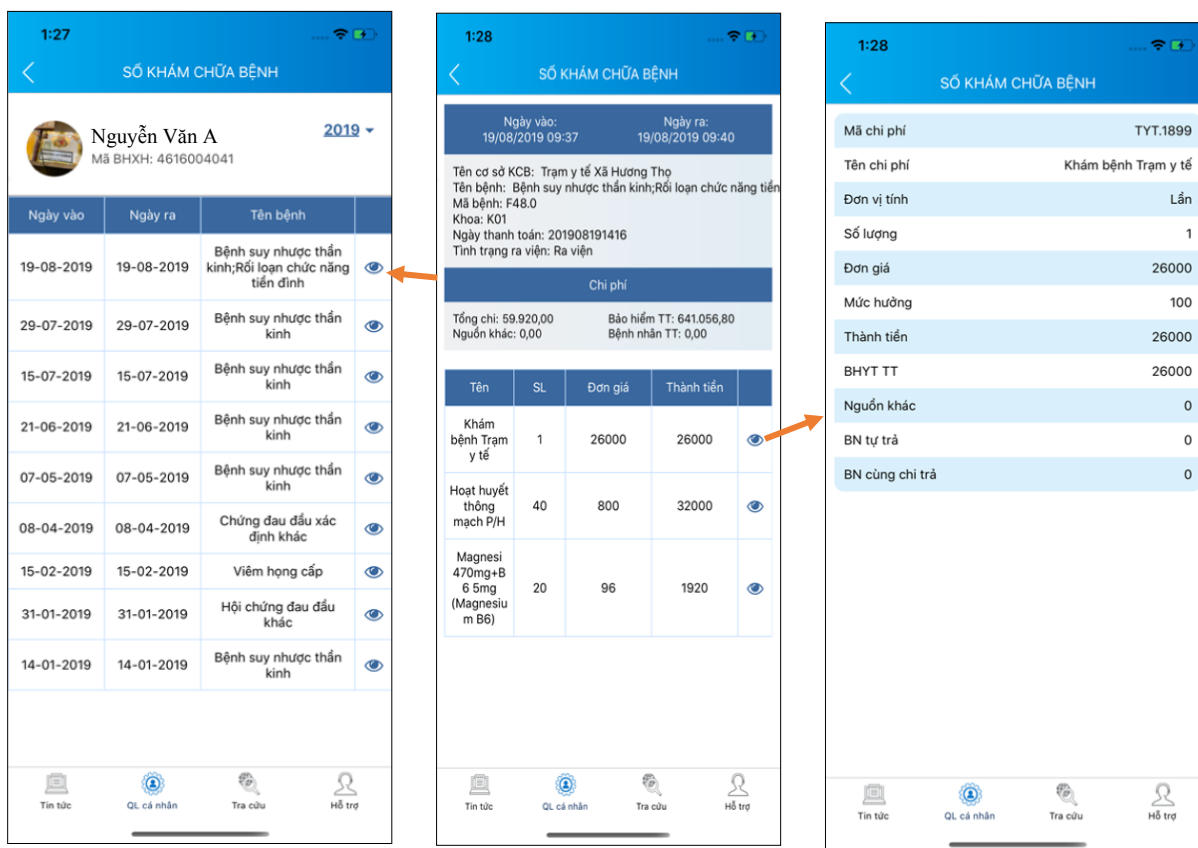 1:27
SỔ KHÁM CHỮA BỆNH
Nguyễn Văn A
2019
Mã BHXH: 4616004041
Ngày vào Ngày ra Tên bệnh
19-08-2019 19-08-2019 Bệnh suy nhược thần
kinh;Rối loạn chức năng
tiền đình
29-07-2019 29-07-2019 Bệnh suy nhược thần
kinh
15-07-2019 15-07-2019 Bệnh suy nhược thần
kinh
21-06-2019 21-06-2019 Bệnh suy nhược thần
kinh
07-05-2019 07-05-2019 Bệnh suy nhược thần
kinh
08-04-2019 08-04-2019 Chứng đau đầu xác
định khác
15-02-2019 15-02-2019 Viêm họng cấp
31-01-2019 31-01-2019 Hội chứng đau đầu
khác
14-01-2019 14-01-2019 Bệnh suy nhược thần
kinh
Tin tức QL cá nhân Tra cứu Hỗ trợ
1:28
SỔ KHÁM CHỮA BỆNH
Ngày vào: Ngày ra:
19/08/2019 09:37 19/08/2019 09:40
Tên cơ sở KCB: Trạm y tế Xã Hương Thọ
Tên bệnh: Bệnh suy nhược thần kinh;Rối loạn chức năng tiền
Mã bệnh: F48.0
Khoa: K01
Ngày thanh toán: 201908191416
Tình trạng ra viện: Ra viện
Chi phí
Tổng chi: 59.920,00 Bảo hiểm TT: 641.056,80
Nguồn khác: 0,00 Bệnh nhân TT: 0,00
Tên SL Đơn giá Thành tiền
Khám
bệnh Trạm 1 26000 26000
y tế
Hoạt huyết
thông 40 800 32000
mạch P/H
Magnesi
470mg+B
6 5mg 20 96 1920
(Magnesiu
m B6)
Tin tức QL cá nhân Tra cứu Hỗ trợ
1:28
SỔ KHÁM CHỮA BỆNH
Mã chi phí TYT.1899
Tên chi phí Khám bệnh Trạm y tế
Đơn vị tính Lần
Số lượng 1
Đơn giá 26000
Mức hưởng 100
Thành tiền 26000
BHYT TT 26000
Nguồn khác 0
BN tự trả 0
BN cùng chi trả 0
Tin tức QL cá nhân Tra cứu Hỗ trợ